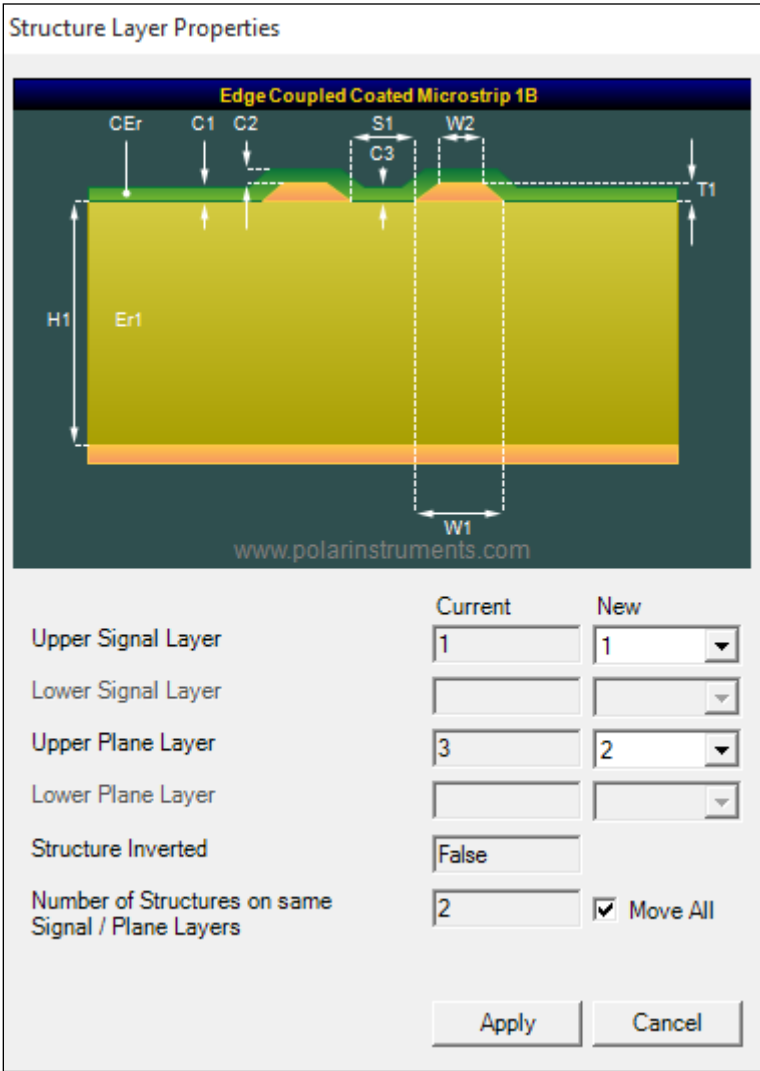 Structure Layer Properties
Edge Coupled Coated Microstrip 1B
CEr C1 C2 S1 W2
C3
T1
H1 Er1
W1
www.polarinstruments.com
Current New
Upper Signal Layer 1 1
Lower Signal Layer
Upper Plane Layer 3 2
Lower Plane Layer
Structure Inverted False
Number of Structures on same 2 Move All
Signal / Plane Layers
Apply Cancel